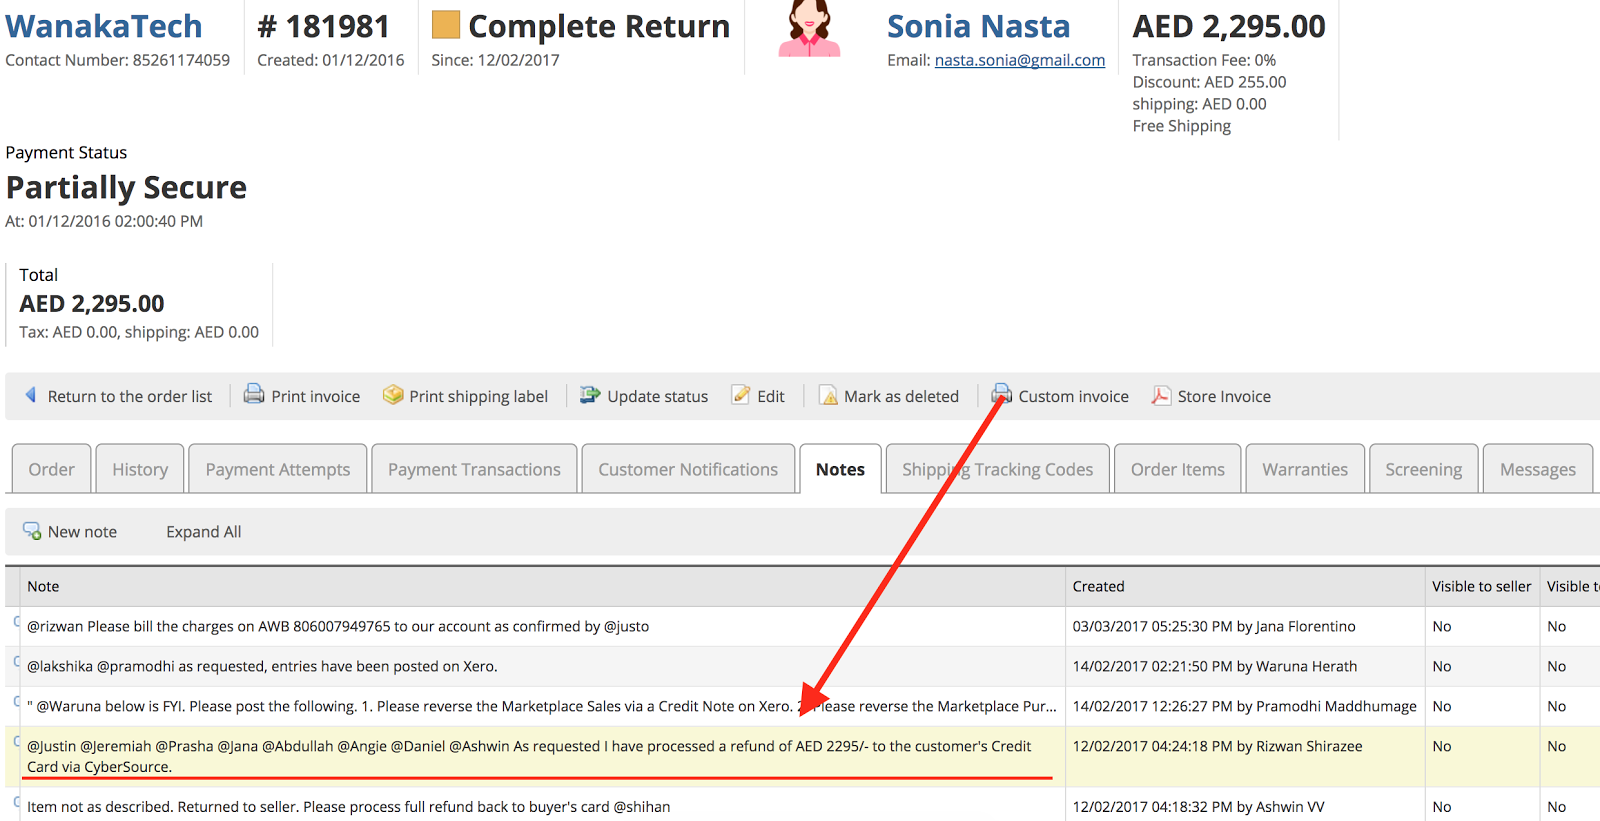 WanakaTech
Contact Number: 85261174059
# 181981
Created: 01/12/2016
Complete Return
Since: 12/02/2017
Sonia Nasta
Email: nasta.sonia@gmail.com
AED 2,295.00
Transaction Fee: 0%
Discount: AED 255.00
shipping: AED 0.00
Free Shipping
Payment Status
Partially Secure
At: 01/12/2016 02:00:40 PM
Total
AED 2,295.00
Tax: AED 0.00, shipping: AED 0.00
Return to the order list Print invoice Print shipping label Update status Edit Mark as deleted Custom invoice Store Invoice
Order History Payment Attempts Payment Transactions Customer Notifications Notes Shipping Tracking Codes Order Items Warranties Screening Messages
New note Expand All
Note Created Visible to seller Visible
@rizwan Please bill the charges on AWB 806007949765 to our account as confirmed by @justo 03/03/2017 05:25:30 PM by Jana Florentino No No
@lakshika @pramodhi as requested, entries have been posted on Xero. 14/02/2017 02:21:50 PM by Waruna Herath No No
" @Waruna below is FYI. Please post the following. 1. Please reverse the Marketplace Sales via a Credit Note on Xero. 2. Please reverse the Marketplace Pur... 14/02/2017 12:26:27 PM by Pramodhi Maddhumage No No
@Justin @Jeremiah @Prasha @Jana @Abdullah @Angie @Daniel @Ashwin As requested I have processed a refund of AED 2295/- to the customer's Credit 12/02/2017 04:24:18 PM by Rizwan Shirazee No No
Card via CyberSource.
Item not as described. Returned to seller. Please process full refund back to buyer's card @shihan 12/02/2017 04:18:32 PM by Ashwin VV No No